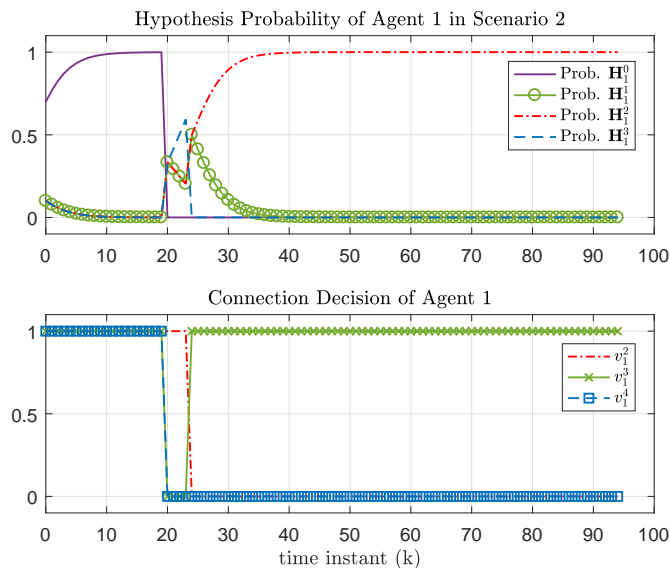 Hypothesis Probability of Agent 1 in Scenario 2
1
0.5
0
Prob. H₁⁰
Prob. H₁¹
Prob. H₁²
Prob. H₁³
0 10 20 30 40 50 60 70 80 90 100
Connection Decision of Agent 1
1
0.5
0
v₁²
v₁³
v₁⁴
0 10 20 30 40 50 60 70 80 90 100
time instant (k)